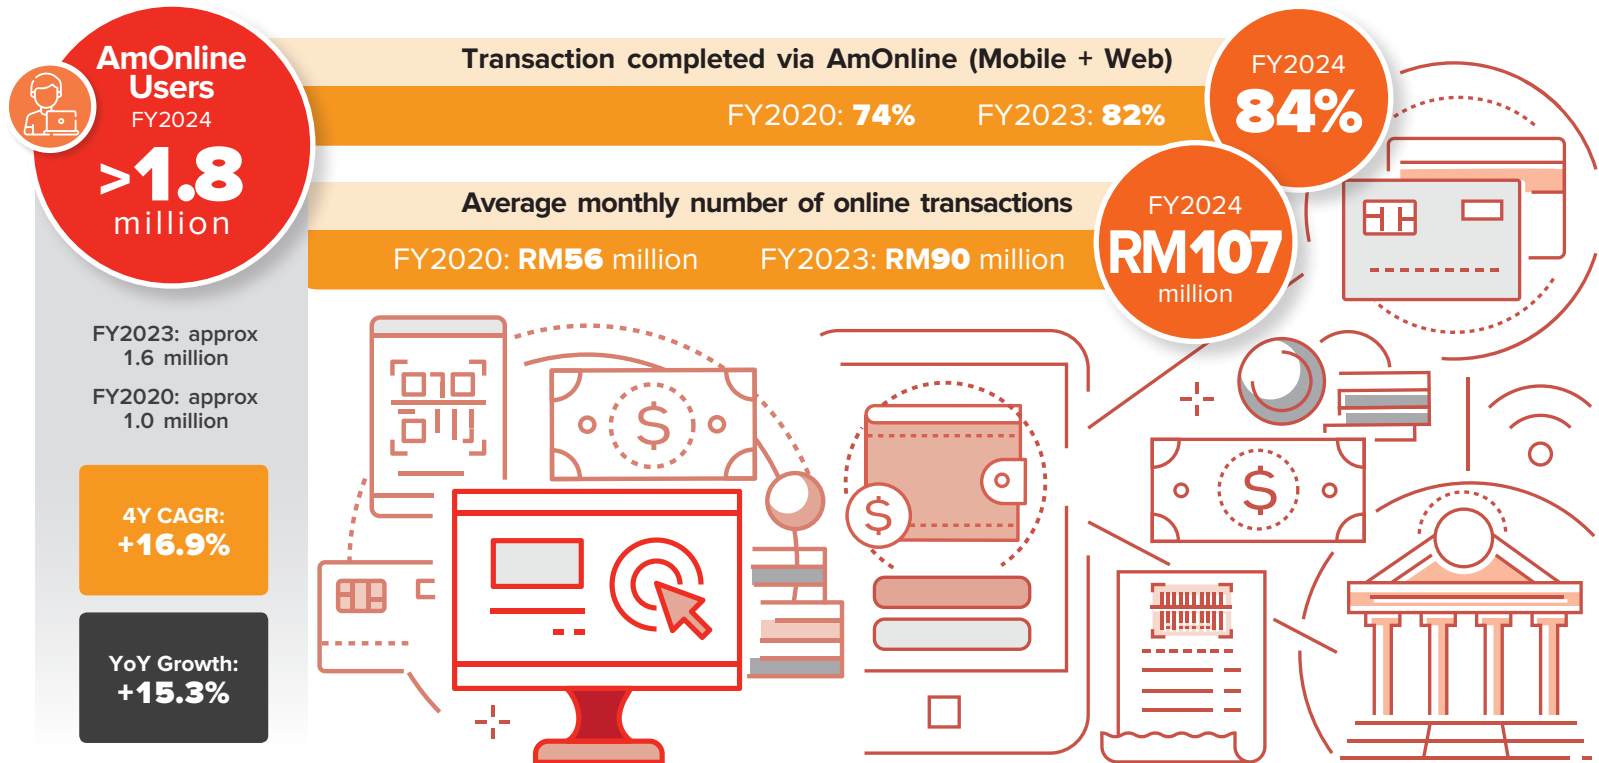 AmOnline
Users
FY2024
>1.8
million
FY2023: approx
1.6 million
FY2020: approx
1.0 million
4Y CAGR:
+16.9%
YoY Growth:
+15.3%
Transaction completed via AmOnline (Mobile + Web)
FY2020: 74% FY2023: 82%
FY2024
84%
Average monthly number of online transactions
FY2020: RM56 million FY2023: RM90 million
FY2024
RM107
million
$
$
$